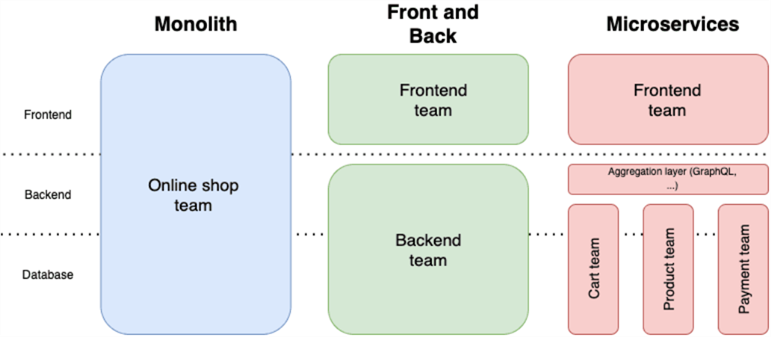 Monolith
Front and
Back
Microservices
Frontend
Backend
Database
Online shop
team
Frontend
team
Backend
team
Frontend
team
Aggregation layer (GraphQL,
...)
Cart team
Product team
Payment team